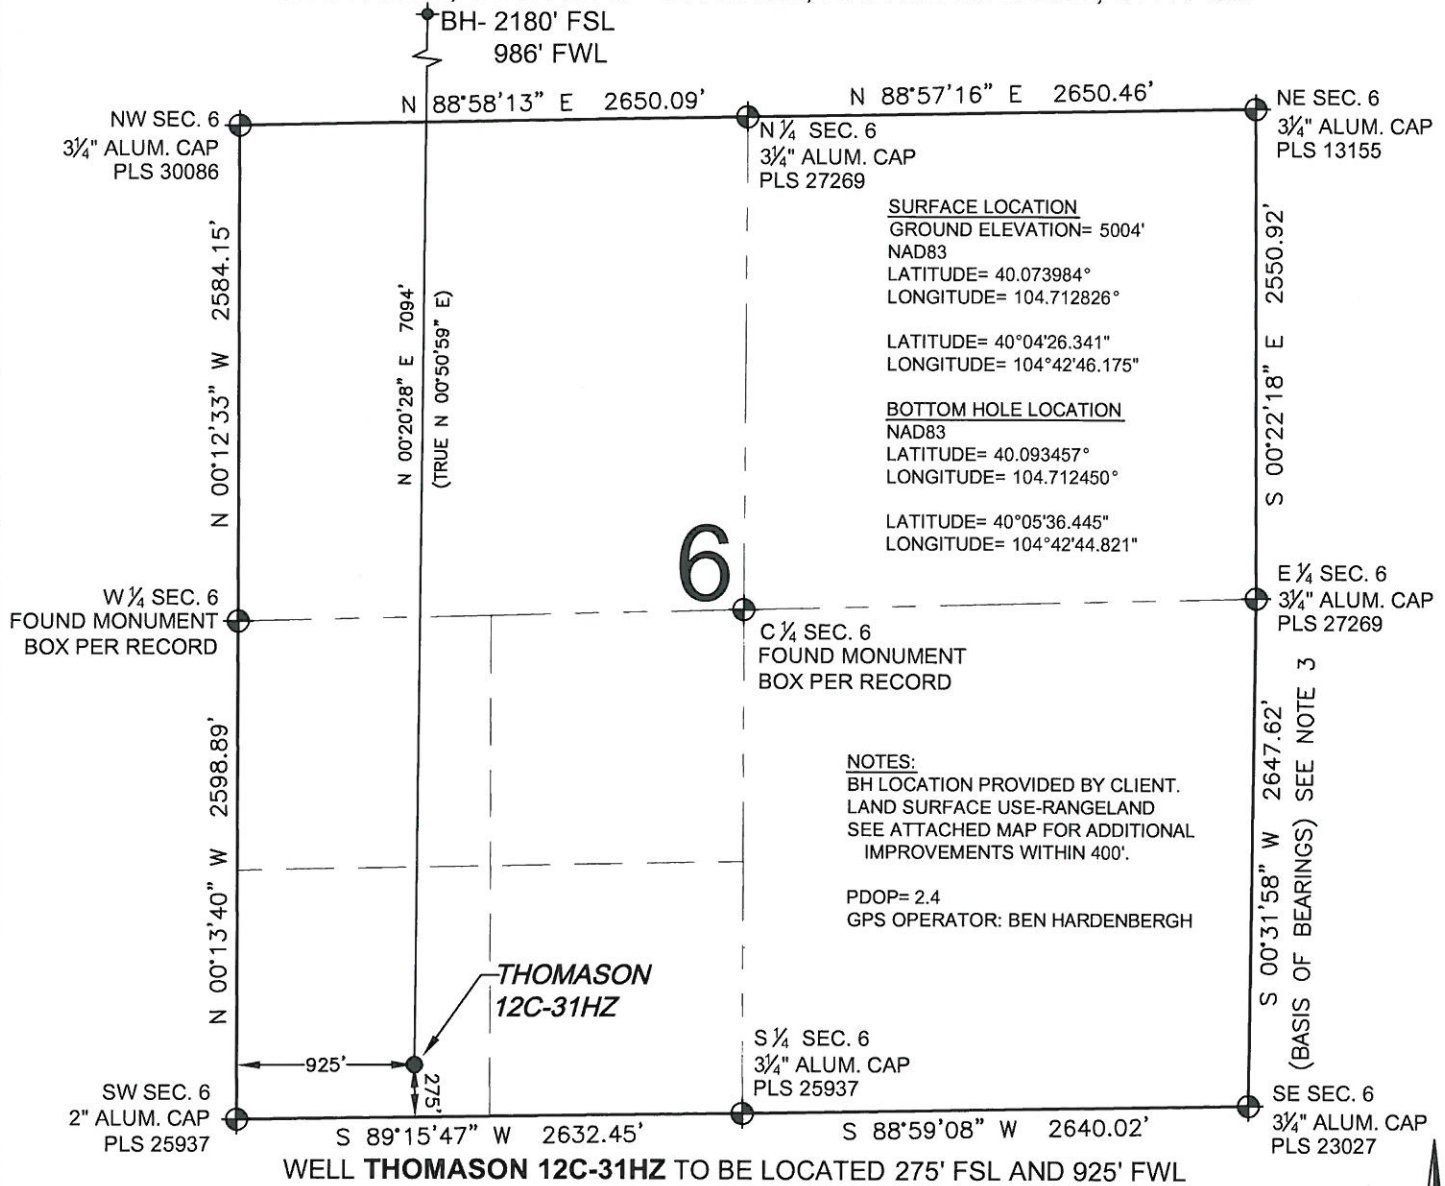 BH- 2180' FSL
986' FWL
N 88°58'13" E 2650.09'
N 88°57'16" E 2650.46'
NW SEC. 6
3¼" ALUM. CAP
PLS 30086
N ¼ SEC. 6
3¼" ALUM. CAP
PLS 27269
NE SEC. 6
3¼" ALUM. CAP
PLS 13155
SURFACE LOCATION
GROUND ELEVATION= 5004'
NAD83
LATITUDE= 40.073984°
LONGITUDE= 104.712826°
LATITUDE= 40°04'26.341"
LONGITUDE= 104°42'46.175"
BOTTOM HOLE LOCATION
NAD83
LATITUDE= 40.093457°
LONGITUDE= 104.712450°
LATITUDE= 40°05'36.445"
LONGITUDE= 104°42'44.821"
N 00°12'33" W 2584.15'
N 00°20'28" E 7094'
(TRUE N 00°50'59" E)
S 00°22'18" E 2550.92'
6
W ¼ SEC. 6
FOUND MONUMENT
BOX PER RECORD
C ¼ SEC. 6
FOUND MONUMENT
BOX PER RECORD
E ¼ SEC. 6
3¼" ALUM. CAP
PLS 27269
N 00°13'40" W 2598.89'
NOTES:
BH LOCATION PROVIDED BY CLIENT.
LAND SURFACE USE-RANGELAND
SEE ATTACHED MAP FOR ADDITIONAL
IMPROVEMENTS WITHIN 400'.
PDOP= 2.4
GPS OPERATOR: BEN HARDENBERGH
S 00°31'58" W 2647.62'
(BASIS OF BEARINGS) SEE NOTE 3
THOMASON
12C-31HZ
925'
275'
SW SEC. 6
2" ALUM. CAP
PLS 25937
S ¼ SEC. 6
3¼" ALUM. CAP
PLS 25937
SE SEC. 6
3¼" ALUM. CAP
PLS 23027
S 89°15'47" W 2632.45'
S 88°59'08" W 2640.02'
WELL THOMASON 12C-31HZ TO BE LOCATED 275' FSL AND 925' FWL